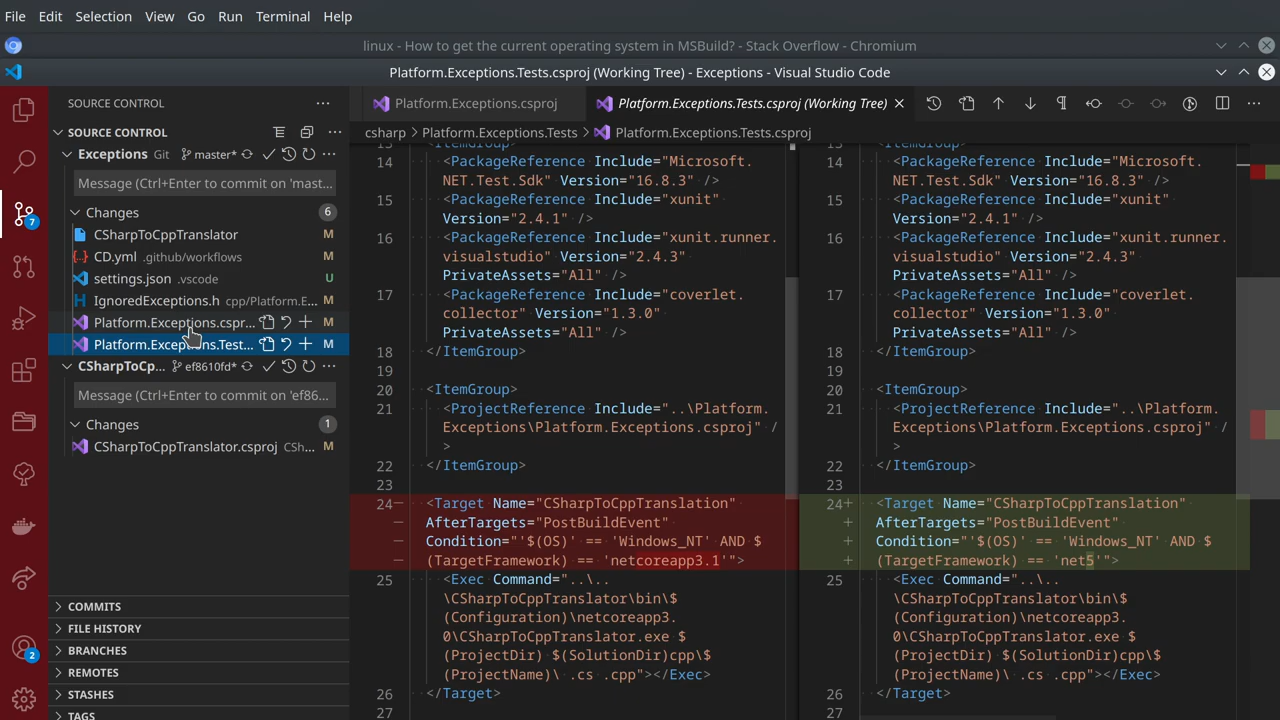 File Edit Selection View Go Run Terminal Help
linux - How to get the current operating system in MSBuild? - Stack Overflow - Chromium
Platform.Exceptions.Tests.csproj (Working Tree) - Exceptions - Visual Studio Code
SOURCE CONTROL ···
Platform.Exceptions.csproj
Platform.Exceptions.Tests.csproj (Working Tree)
csharp > Platform.Exceptions.Tests > Platform.Exceptions.Tests.csproj
SOURCE CONTROL
Exceptions Git master*
Message (Ctrl+Enter to commit on 'mast...
Changes 6
CSharpToCppTranslator M
CD.yml .github/workflows M
settings.json .vscode U
IgnoredExceptions.h cpp/Platform.E... M
Platform.Exceptions.cspr... M
Platform.Exceptions.Test... M
CSharpToCp... ef8610fd*
Message (Ctrl+Enter to commit on 'ef86...
Changes 1
CSharpToCppTranslator.csproj CSh... M
COMMITS
FILE HISTORY
BRANCHES
REMOTES
STASHES
TAGS
7
2
13 <ItemGroup>
14 <PackageReference Include="Microsoft.
NET.Test.Sdk" Version="16.8.3" />
15 <PackageReference Include="xunit"
Version="2.4.1" />
16 <PackageReference Include="xunit.runner.
visualstudio" Version="2.4.3"
PrivateAssets="All" />
17 <PackageReference Include="coverlet.
collector" Version="1.3.0"
PrivateAssets="All" />
18 </ItemGroup>
19
20 <ItemGroup>
21 <ProjectReference Include="..\Platform.
Exceptions\Platform.Exceptions.csproj" /
>
22 </ItemGroup>
23
24− <Target Name="CSharpToCppTranslation"
− AfterTargets="PostBuildEvent"
− Condition="'$(OS)' == 'Windows_NT' AND $
− (TargetFramework) == 'netcoreapp3.1'">
25 <Exec Command="..\..
\CSharpToCppTranslator\bin\$
(Configuration)\netcoreapp3.
0\CSharpToCppTranslator.exe $
(ProjectDir) $(SolutionDir)cpp\$
(ProjectName)\ .cs .cpp"></Exec>
26 </Target>
27
13 <ItemGroup>
14 <PackageReference Include="Microsoft.
NET.Test.Sdk" Version="16.8.3" />
15 <PackageReference Include="xunit"
Version="2.4.1" />
16 <PackageReference Include="xunit.runner.
visualstudio" Version="2.4.3"
PrivateAssets="All" />
17 <PackageReference Include="coverlet.
collector" Version="1.3.0"
PrivateAssets="All" />
18 </ItemGroup>
19
20 <ItemGroup>
21 <ProjectReference Include="..\Platform.
Exceptions\Platform.Exceptions.csproj" /
>
22 </ItemGroup>
23
24+ <Target Name="CSharpToCppTranslation"
+ AfterTargets="PostBuildEvent"
+ Condition="'$(OS)' == 'Windows_NT' AND $
+ (TargetFramework) == 'net5'">
25 <Exec Command="..\..
\CSharpToCppTranslator\bin\$
(Configuration)\netcoreapp3.
0\CSharpToCppTranslator.exe $
(ProjectDir) $(SolutionDir)cpp\$
(ProjectName)\ .cs .cpp"></Exec>
26 </Target>
27